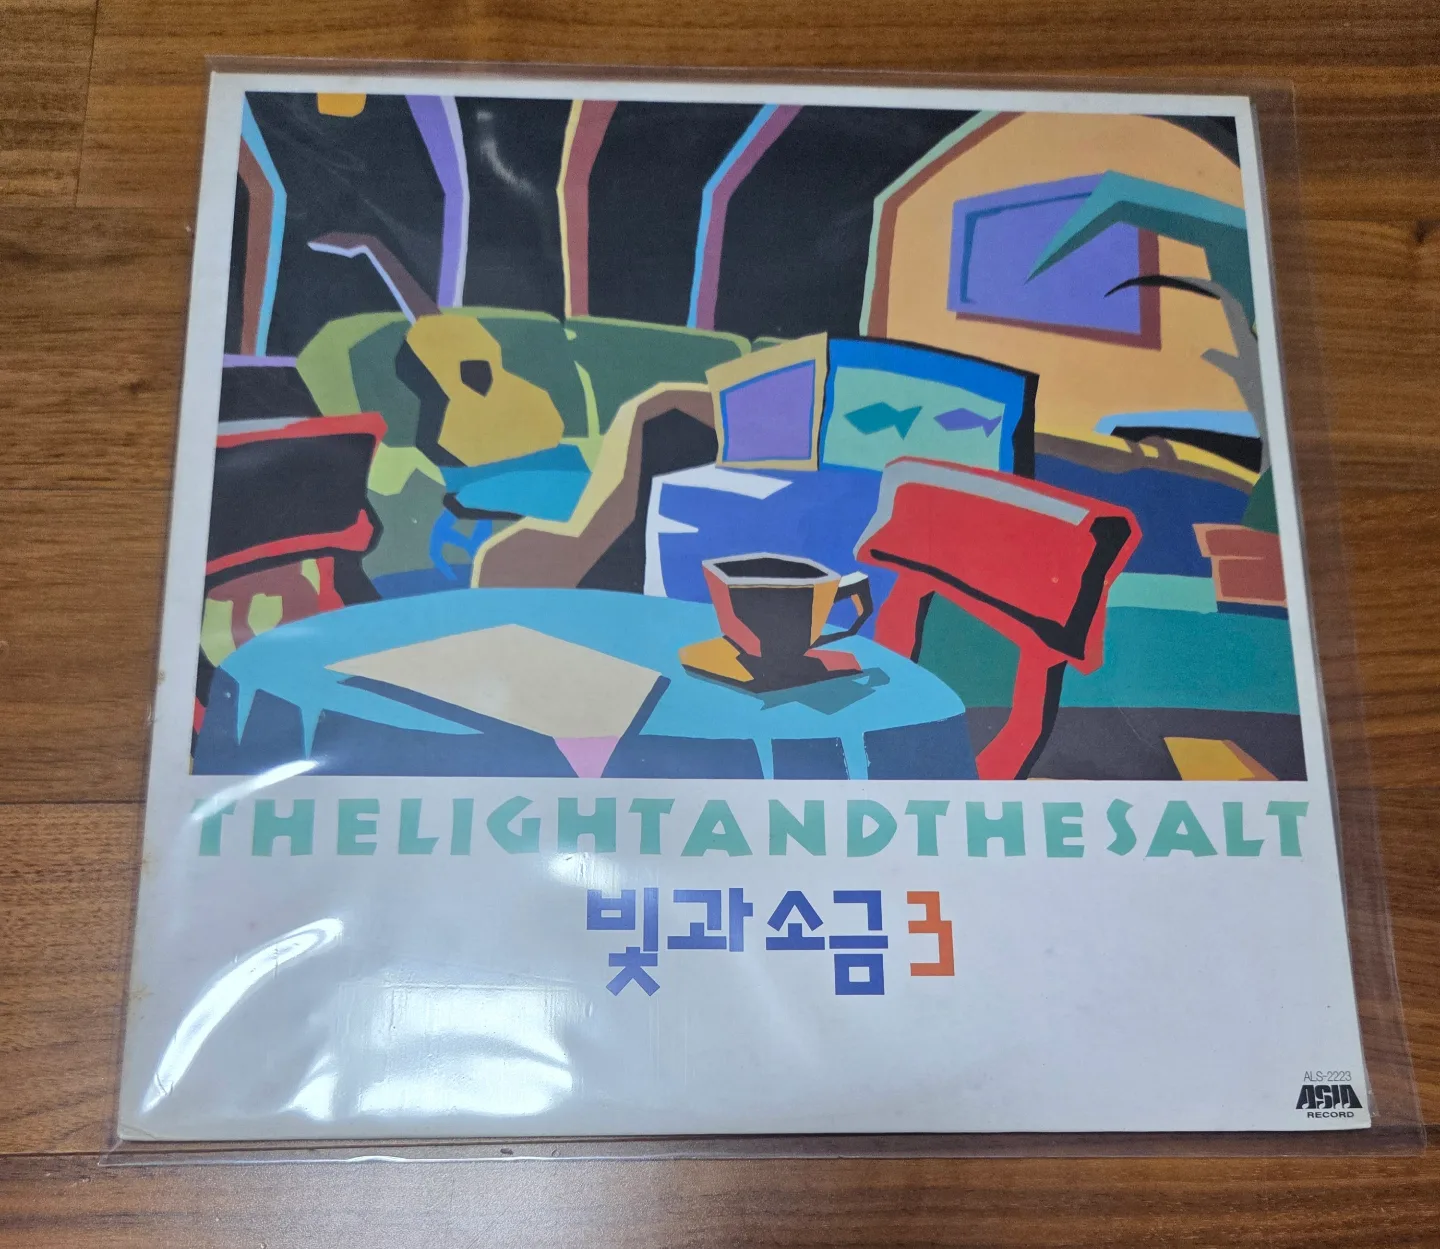 THELIGHTANDTHESALT
빛과 소금 3
ALS-2223
ASIA
RECORD